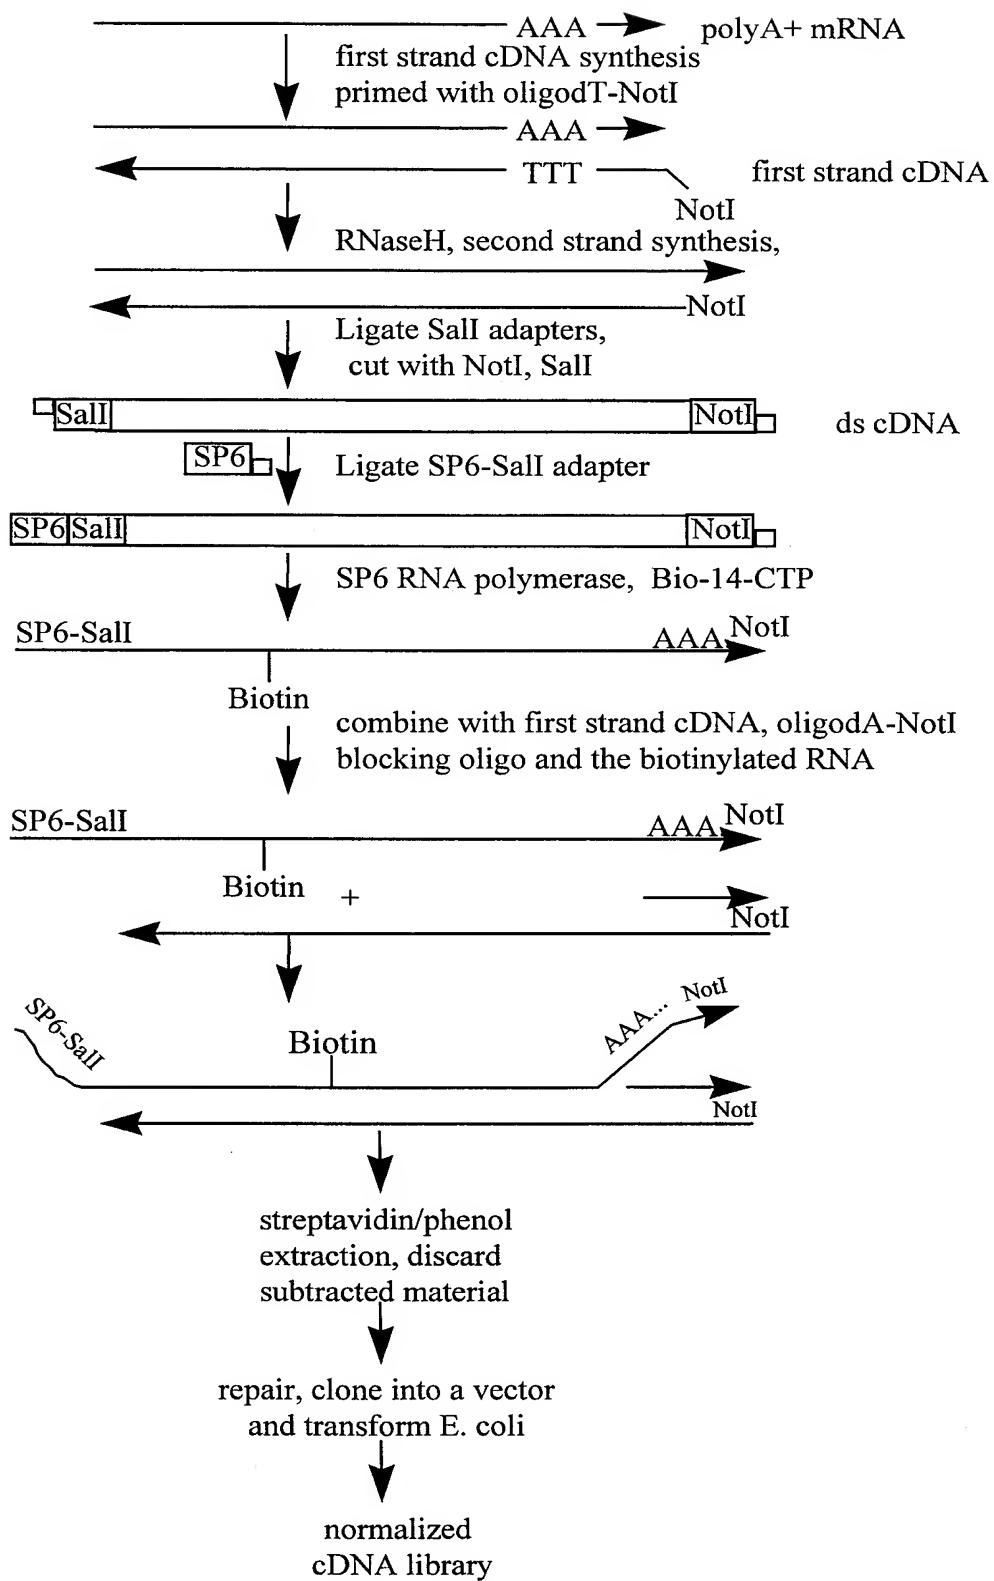 AAA polyA+ mRNA
first strand cDNA synthesis
primed with oligodT-NotI
AAA
TTT first strand cDNA
NotI
RNaseH, second strand synthesis,
NotI
Ligate SalI adapters,
cut with NotI, SalI
SalI NotI ds cDNA
SP6 Ligate SP6-SalI adapter
SP6 SalI NotI
SP6 RNA polymerase, Bio-14-CTP
SP6-SalI AAA NotI
Biotin
combine with first strand cDNA, oligodA-NotI
blocking oligo and the biotinylated RNA
SP6-SalI AAA NotI
Biotin +
NotI
SP6-SalI Biotin AAA... NotI
NotI
streptavidin/phenol
extraction, discard
subtracted material
repair, clone into a vector
and transform E. coli
normalized
cDNA library